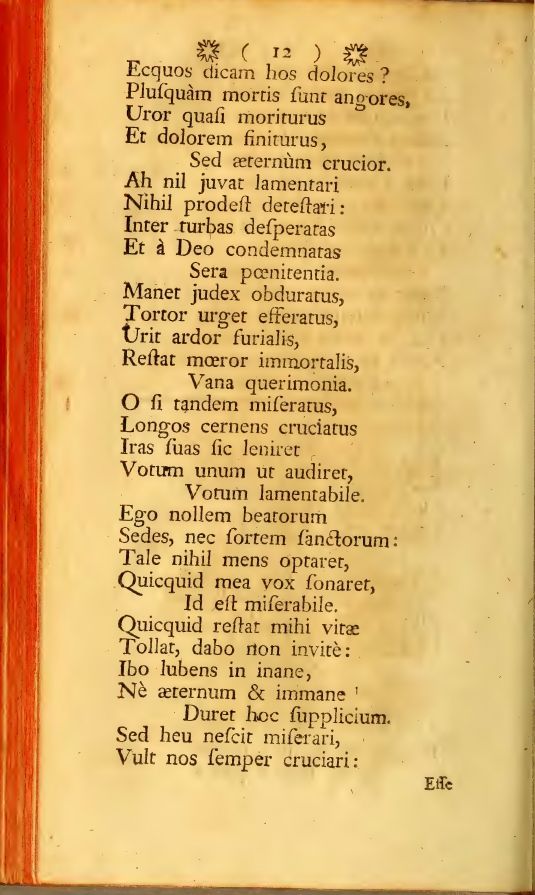 ( 12 )
Ecquos dicam hos dolores ?
Pluſquàm mortis ſunt angores,
Uror quaſi moriturus
Et dolorem finiturus,
Sed æternùm crucior.
Ah nil juvat lamentari
Nihil prodeſt deteſtari :
Inter turbas deſperatas
Et à Deo condemnatas
Sera pœnitentia.
Manet judex obduratus,
Tortor urget efferatus,
Urit ardor furialis,
Reſtat mœror immortalis,
Vana querimonia.
O ſi tandem miſeratus,
Longos cernens cruciatus
Iras ſuas ſic leniret
Votum unum ut audiret,
Votum lamentabile.
Ego nollem beatorum
Sedes, nec ſortem ſanctorum :
Tale nihil mens optaret,
Quicquid mea vox ſonaret,
Id eſt miſerabile.
Quicquid reſtat mihi vitæ
Tollat, dabo non invitè :
Ibo lubens in inane,
Nè æternum & immane
Duret hoc ſupplicium.
Sed heu neſcit miſerari,
Vult nos ſemper cruciari :
Eſſe